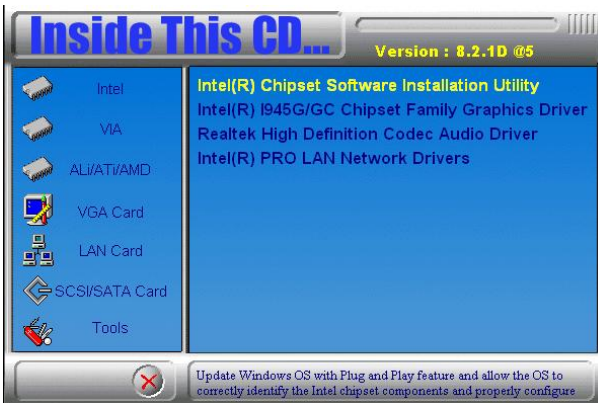 Inside This CD...
Version : 8.2.1D @5
Intel
VIA
ALi/ATi/AMD
VGA Card
LAN Card
SCSI/SATA Card
Tools
Intel(R) Chipset Software Installation Utility
Intel(R) I945G/GC Chipset Family Graphics Driver
Realtek High Definition Codec Audio Driver
Intel(R) PRO LAN Network Drivers
Update Windows OS with Plug and Play feature and allow the OS to
correctly identify the Intel chipset components and properly configure